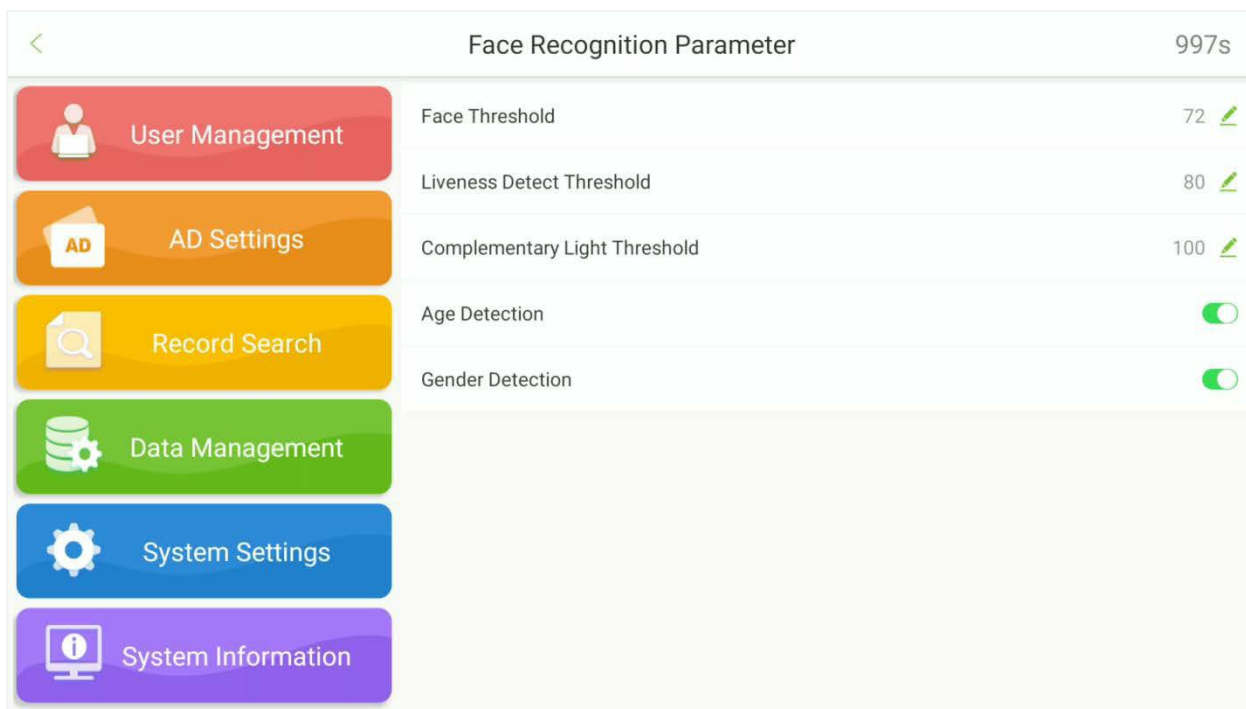 Face Recognition Parameter
997s
User Management
AD
AD Settings
Record Search
Data Management
System Settings
System Information
Face Threshold
72
Liveness Detect Threshold
80
Complementary Light Threshold
100
Age Detection
Gender Detection